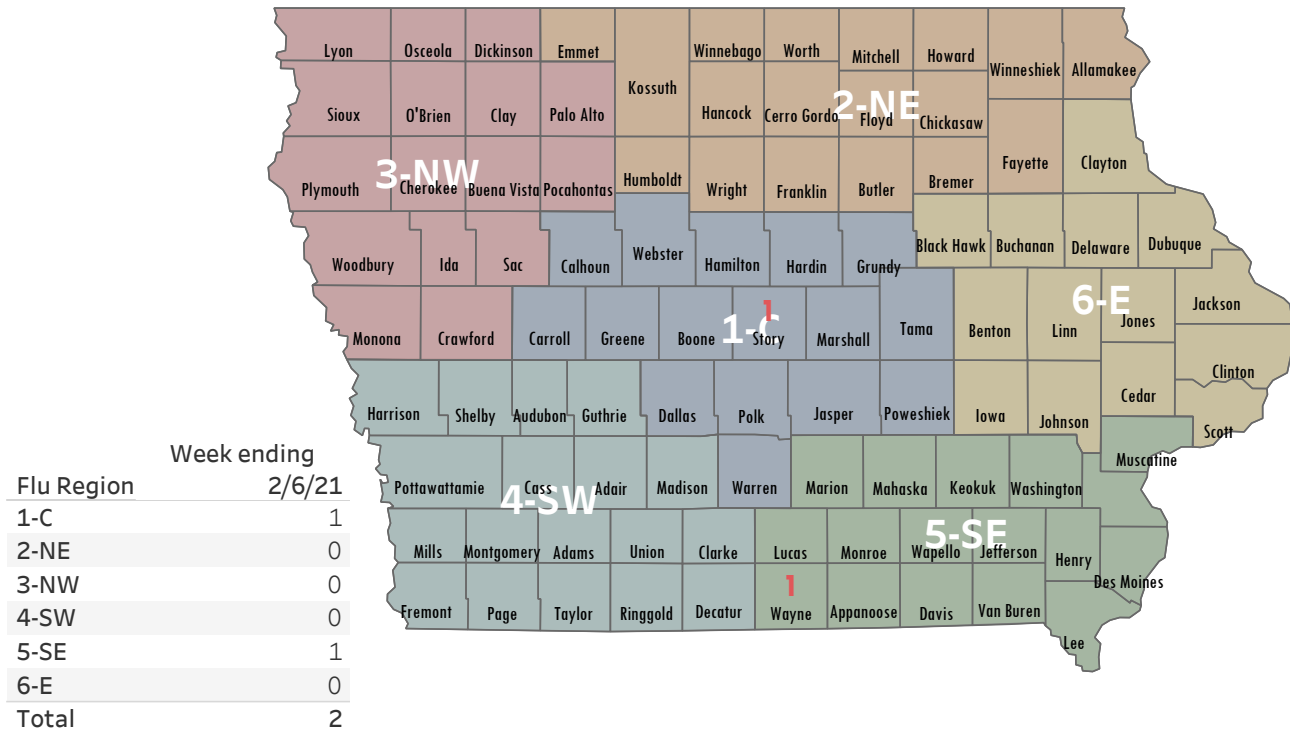 Lyon Osceola Dickinson Emmet Winnebago Worth Mitchell Howard Winneshiek Allamakee
Kossuth
2-NE
Sioux O'Brien Clay Palo Alto Hancock Cerro Gordo Floyd Chickasaw
3-NW
Fayette Clayton
Plymouth Cherokee Buena Vista Pocahontas Humboldt Wright Franklin Butler Bremer
Woodbury Ida Sac Calhoun Webster Hamilton Hardin Grundy Black Hawk Buchanan Delaware Dubuque
6-E
Jackson
1
1-C
Monona Crawford Carroll Greene Boone Story Marshall Tama Benton Linn Jones
Clinton
Harrison Shelby Audubon Guthrie Dallas Polk Jasper Poweshiek Iowa Johnson Cedar
Scott
Muscatine
Pottawattamie Cass Adair Madison Warren Marion Mahaska Keokuk Washington
4-SW
5-SE
Mills Montgomery Adams Union Clarke Lucas Monroe Wapello Jefferson Henry
Des Moines
1
Fremont Page Taylor Ringgold Decatur Wayne Appanoose Davis Van Buren
Lee
Week ending
Flu Region 2/6/21
1-C 1
2-NE 0
3-NW 0
4-SW 0
5-SE 1
6-E 0
Total 2